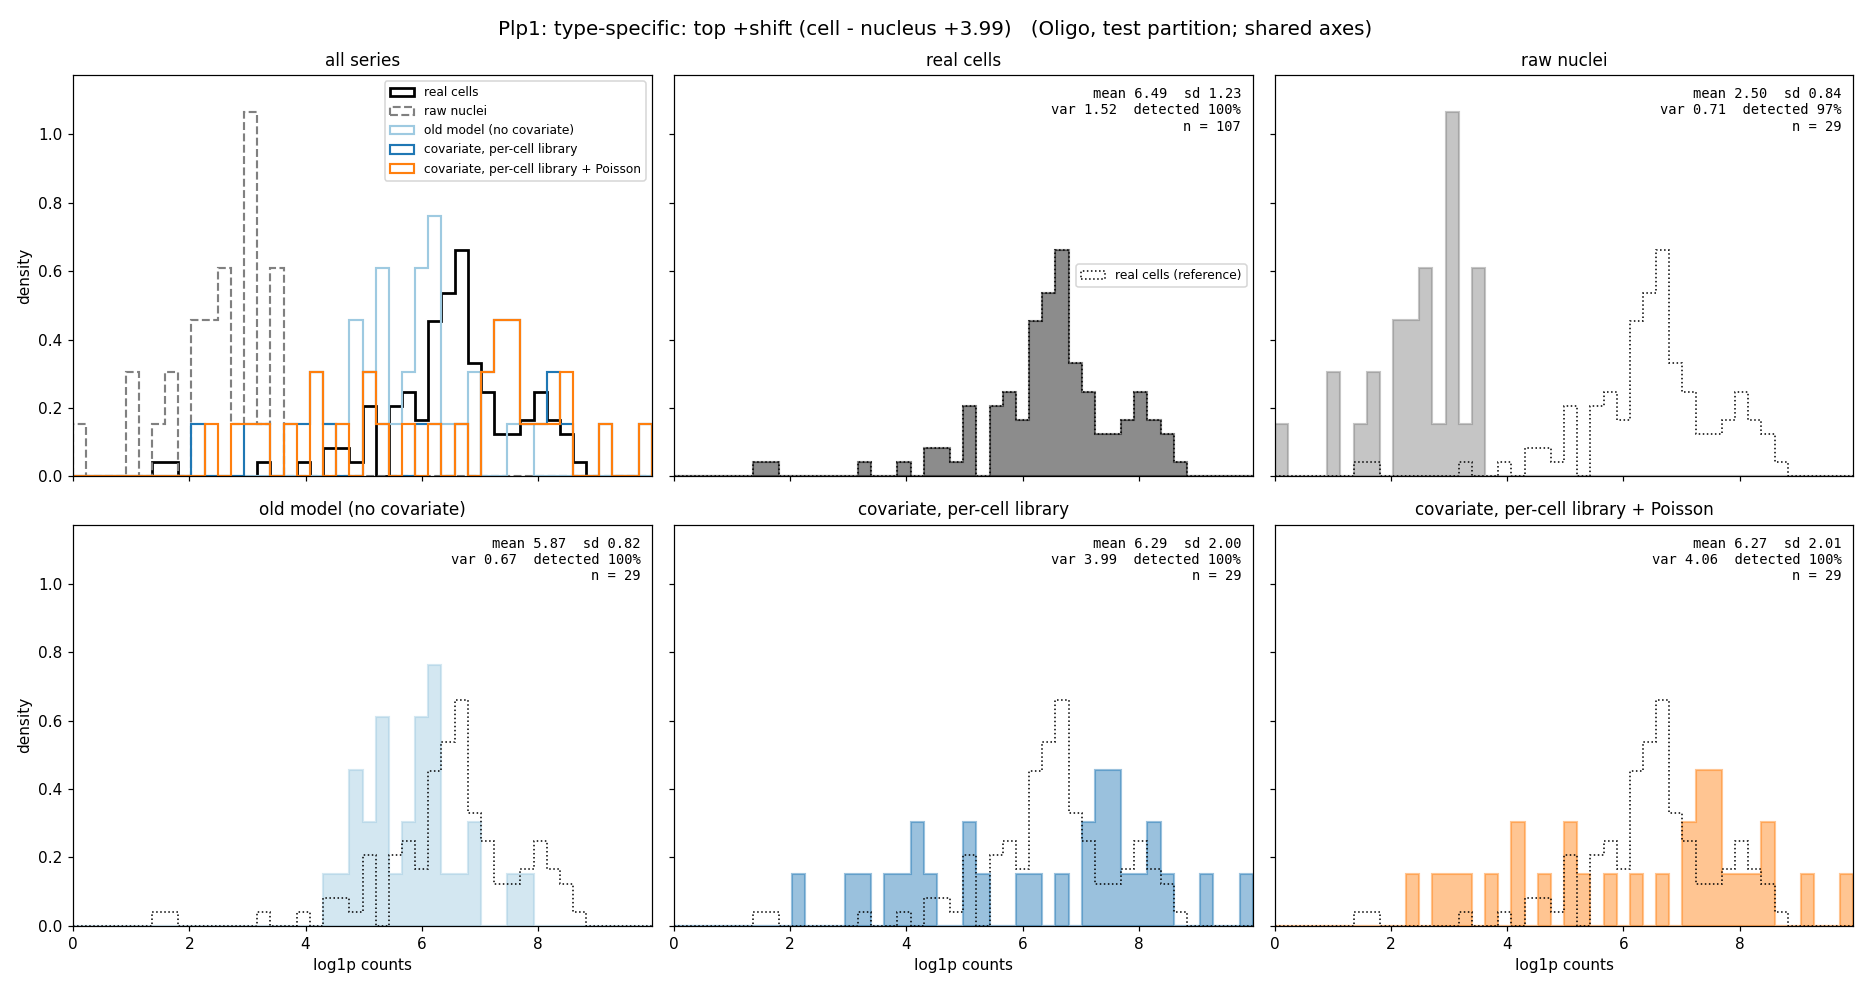 Plp1: type-specific: top +shift (cell - nucleus +3.99)   (Oligo, test partition; shared axes)
all series
real cells
raw nuclei
old model (no covariate)
covariate, per-cell library
covariate, per-cell library + Poisson
density
0.0
0.2
0.4
0.6
0.8
1.0
real cells
mean 6.49  sd 1.23
var 1.52  detected 100%
n = 107
real cells (reference)
raw nuclei
mean 2.50  sd 0.84
var 0.71  detected 97%
n = 29
old model (no covariate)
mean 5.87  sd 0.82
var 0.67  detected 100%
n = 29
density
0.0
0.2
0.4
0.6
0.8
1.0
0 2 4 6 8
log1p counts
covariate, per-cell library
mean 6.29  sd 2.00
var 3.99  detected 100%
n = 29
0 2 4 6 8
log1p counts
covariate, per-cell library + Poisson
mean 6.27  sd 2.01
var 4.06  detected 100%
n = 29
0 2 4 6 8
log1p counts